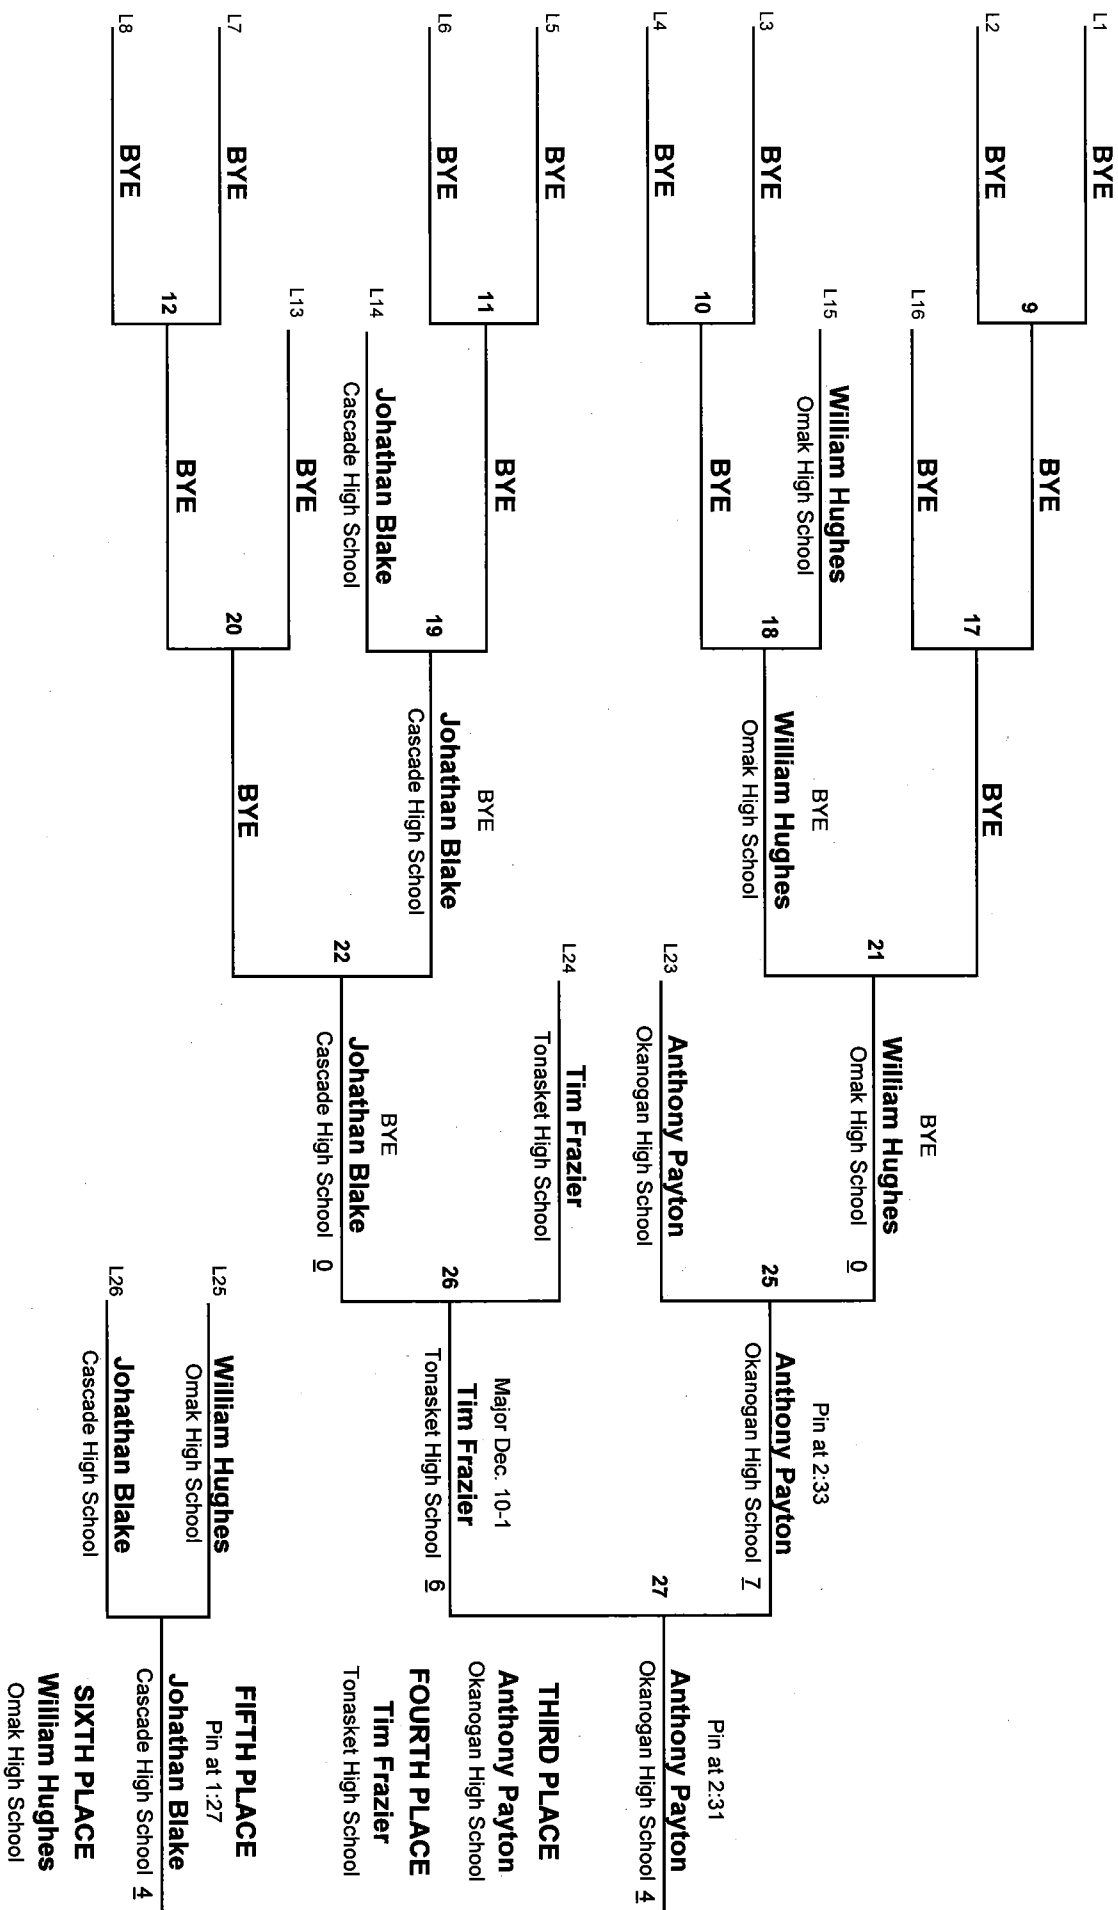 L1
BYE
9
L2
BYE
BYE
L16
BYE
17
BYE
L15
William Hughes
Omak High School
18
L3
BYE
10
L4
BYE
BYE
BYE
William Hughes
Omak High School
21
BYE
William Hughes
Omak High School 0
L23
Anthony Payton
Okanogan High School
25
Pin at 2:33
Anthony Payton
Okanogan High School 7
27
Pin at 2:31
Anthony Payton
Okanogan High School 4
L5
BYE
11
L6
BYE
BYE
L14
Johathan Blake
Cascade High School
19
BYE
Johathan Blake
Cascade High School
22
L13
BYE
20
L7
BYE
12
L8
BYE
BYE
BYE
BYE
Johathan Blake
Cascade High School 0
L24
Tim Frazier
Tonasket High School
26
Major Dec. 10-1
Tim Frazier
Tonasket High School 6
THIRD PLACE
Anthony Payton
Okanogan High School
FOURTH PLACE
Tim Frazier
Tonasket High School
L25
William Hughes
Omak High School
L26
Johathan Blake
Cascade High School
FIFTH PLACE
Pin at 1:27
Johathan Blake
Cascade High School 4
SIXTH PLACE
William Hughes
Omak High School